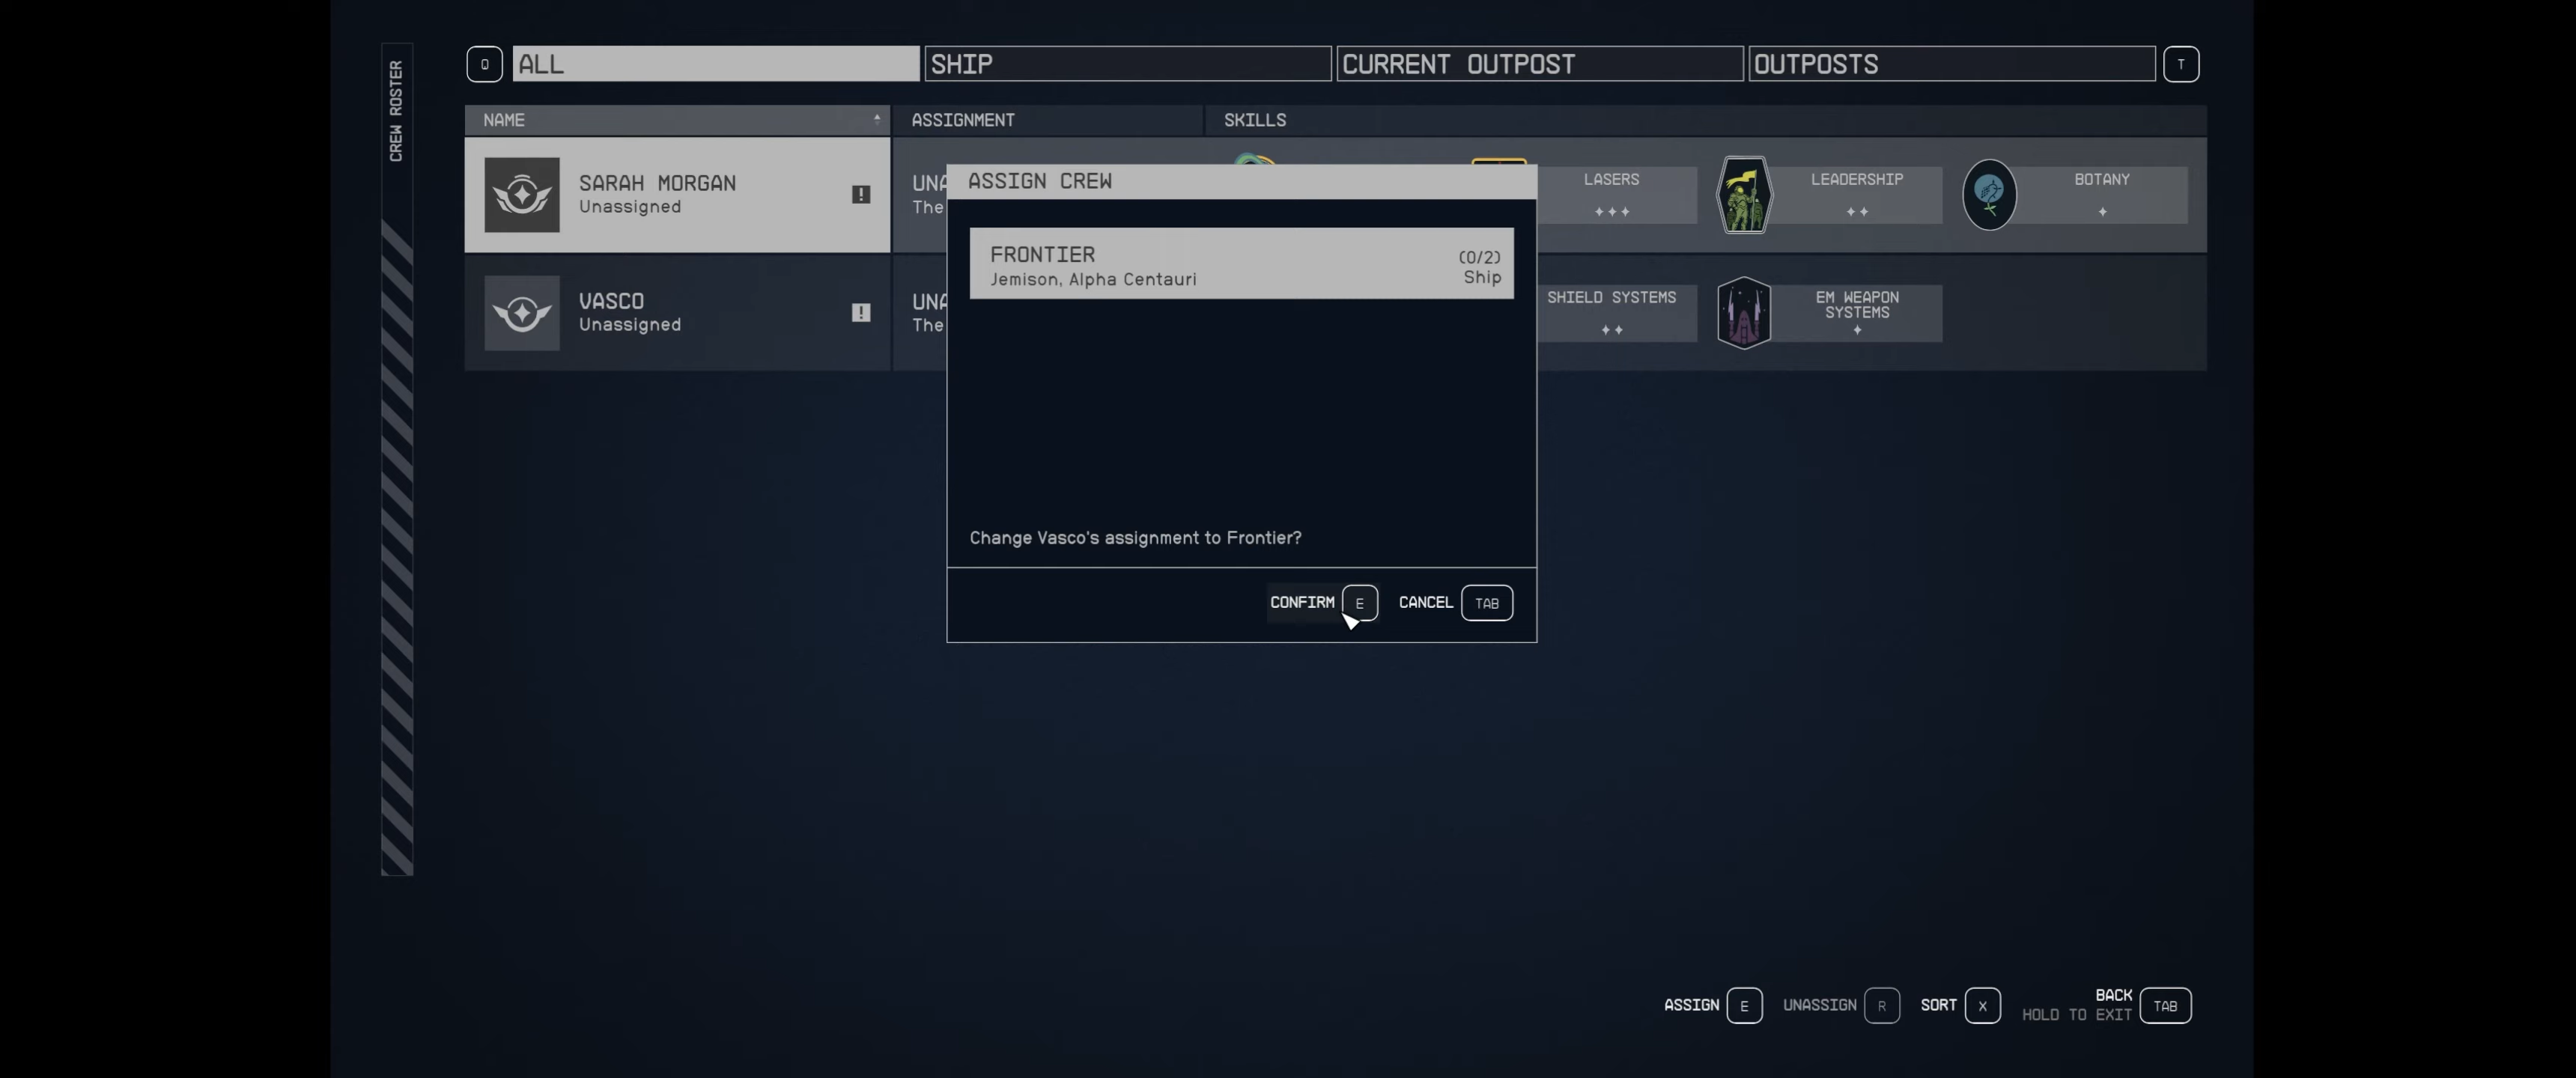 CREW ROSTER
Q
ALL
SHIP
CURRENT OUTPOST
OUTPOSTS
T
NAME
ASSIGNMENT
SKILLS
SARAH MORGAN
Unassigned
!
UNA
The
LASERS
LEADERSHIP
BOTANY
VASCO
Unassigned
!
UNA
The
SHIELD SYSTEMS
EM WEAPON
SYSTEMS
ASSIGN CREW
FRONTIER
Jemison, Alpha Centauri
(0/2)
Ship
Change Vasco's assignment to Frontier?
CONFIRM E
CANCEL TAB
ASSIGN E
UNASSIGN R
SORT X
BACK
HOLD TO EXIT
TAB